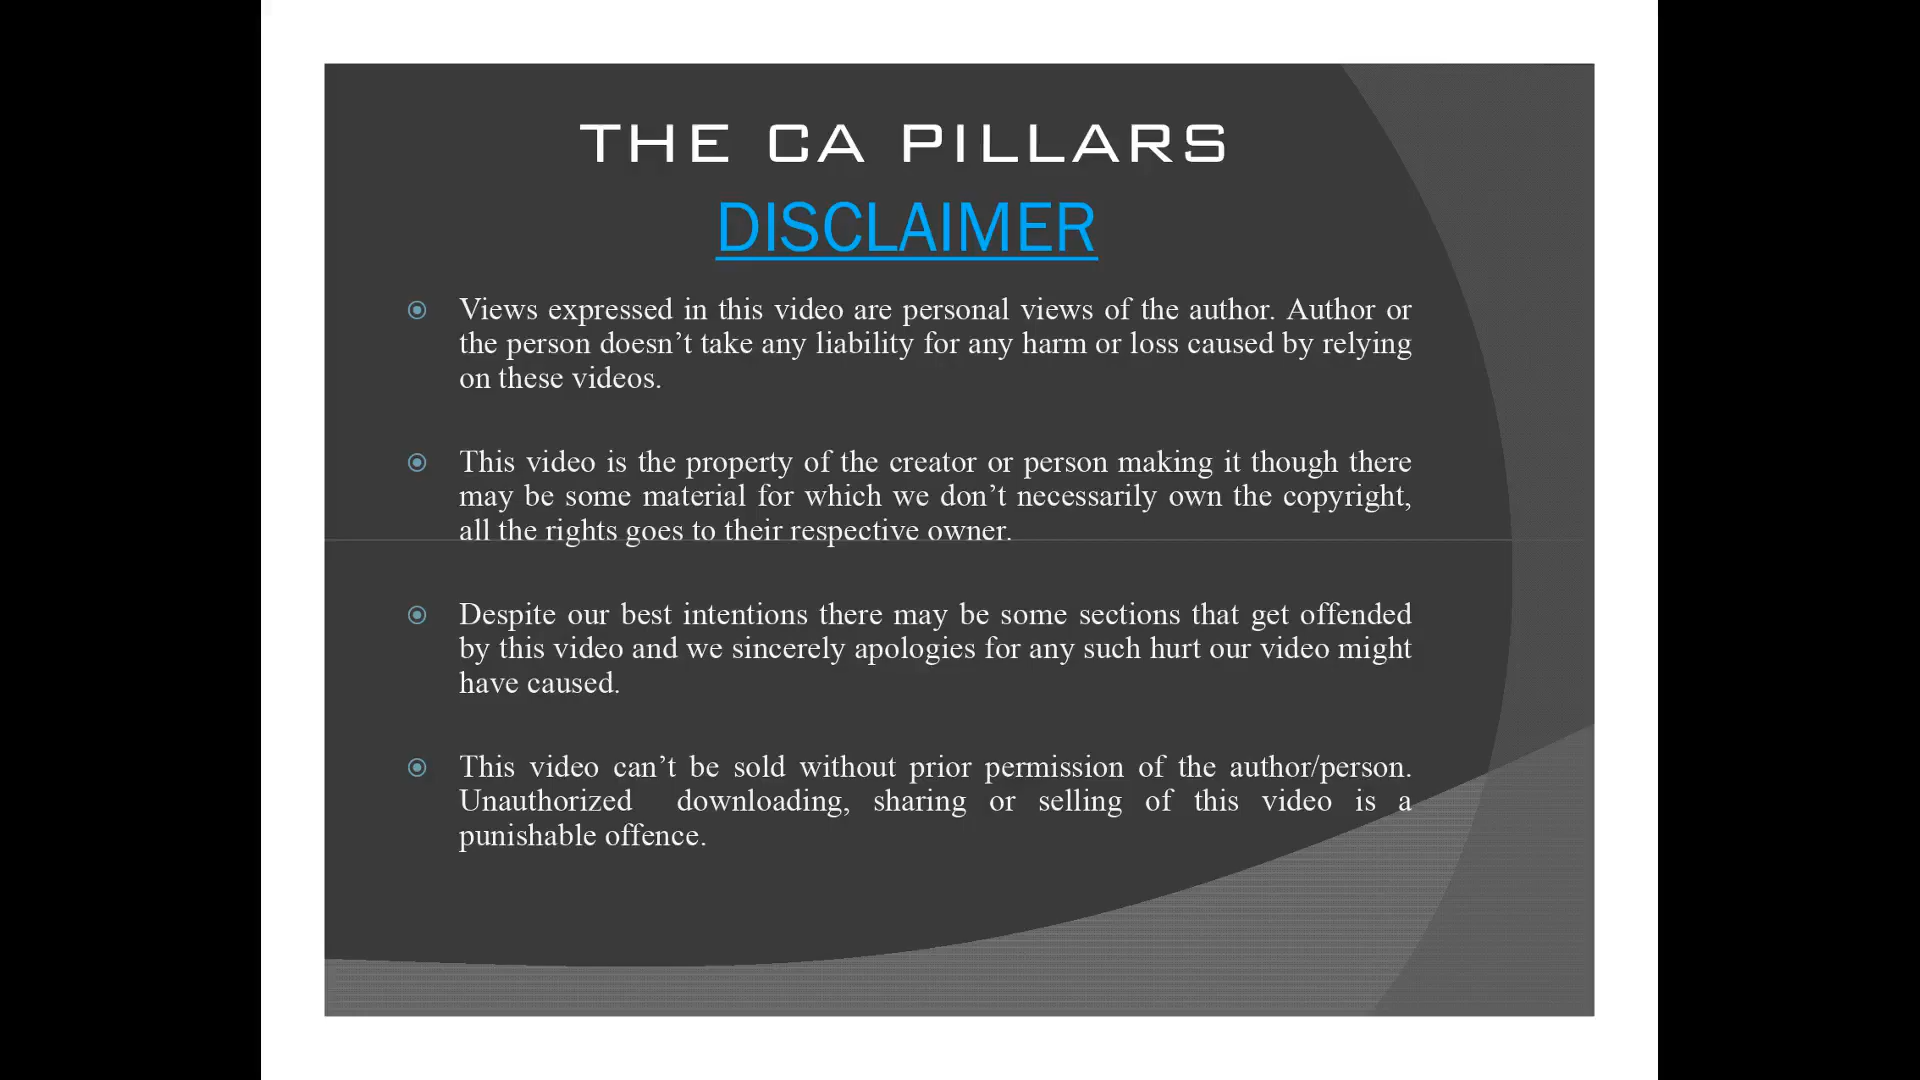 THE CA PILLARS
DISCLAIMER
Views expressed in this video are personal views of the author. Author or
the person doesn’t take any liability for any harm or loss caused by relying
on these videos.
This video is the property of the creator or person making it though there
may be some material for which we don’t necessarily own the copyright,
all the rights goes to their respective owner.
Despite our best intentions there may be some sections that get offended
by this video and we sincerely apologies for any such hurt our video might
have caused.
This video can’t be sold without prior permission of the author/person.
Unauthorized downloading, sharing or selling of this video is a
punishable offence.